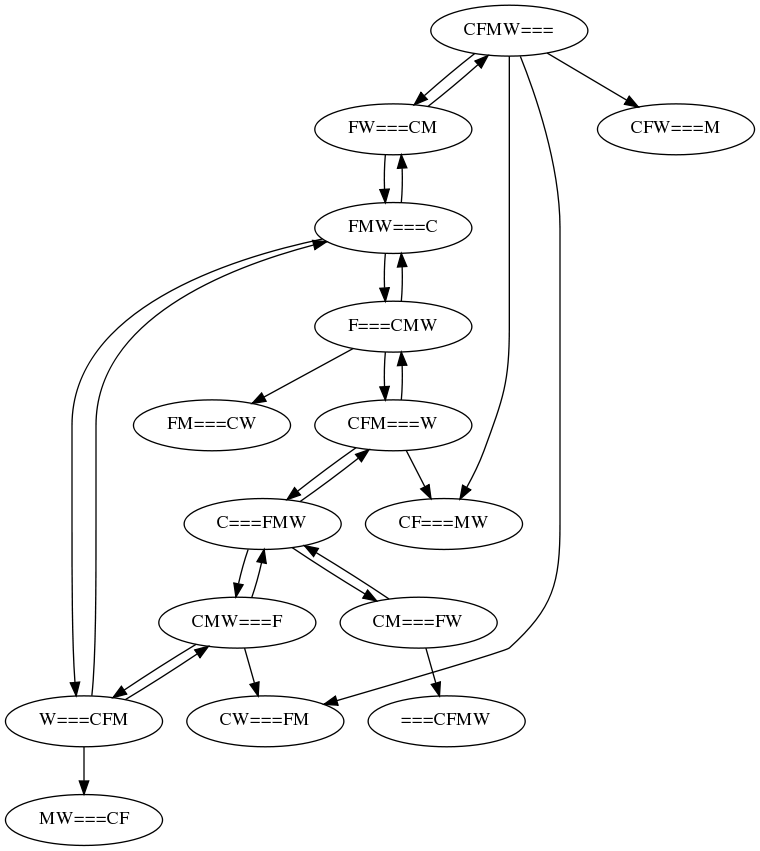 CFMW===
FW===CM
CFW===M
FMW===C
F===CMW
FM===CW
CFM===W
C===FMW
CF===MW
CMW===F
CM===FW
W===CFM
CW===FM
===CFMW
MW===CF